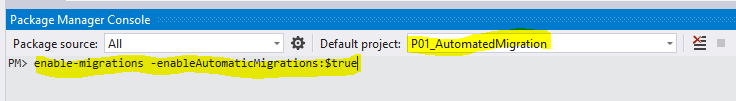 Package Manager Console
Package source: All Default project: P01_AutomatedMigration
PM> enable-migrations -enableAutomaticMigrations:$true